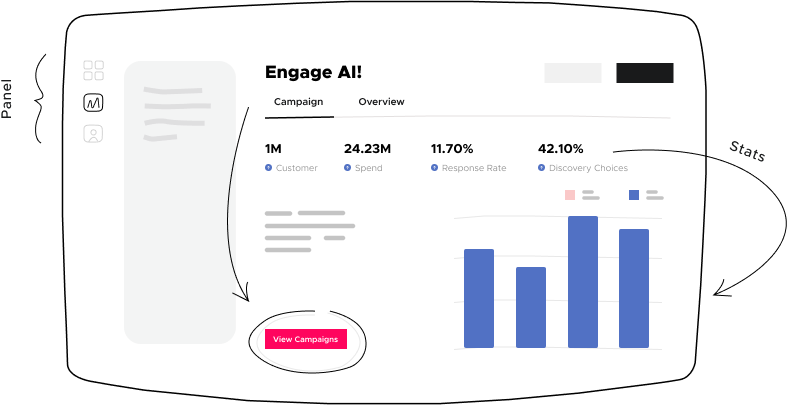 Panel
Engage AI!
Campaign Overview
1M 24.23M 11.70% 42.10%
Customer Spend Response Rate Discovery Choices
Stats
View Campaigns